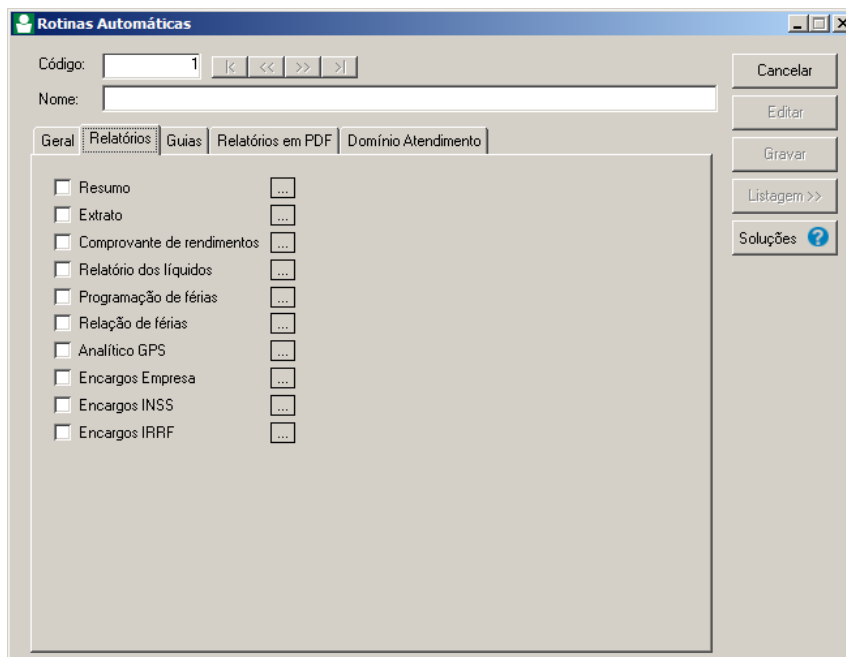 Rotinas Automáticas
Código: 1 |< << >> >|
Nome:
Cancelar
Editar
Gravar
Listagem >>
Soluções ?
Geral Relatórios Guias Relatórios em PDF Domínio Atendimento
Resumo ...
Extrato ...
Comprovante de rendimentos ...
Relatório dos líquidos ...
Programação de férias ...
Relação de férias ...
Analítico GPS ...
Encargos Empresa ...
Encargos INSS ...
Encargos IRRF ...